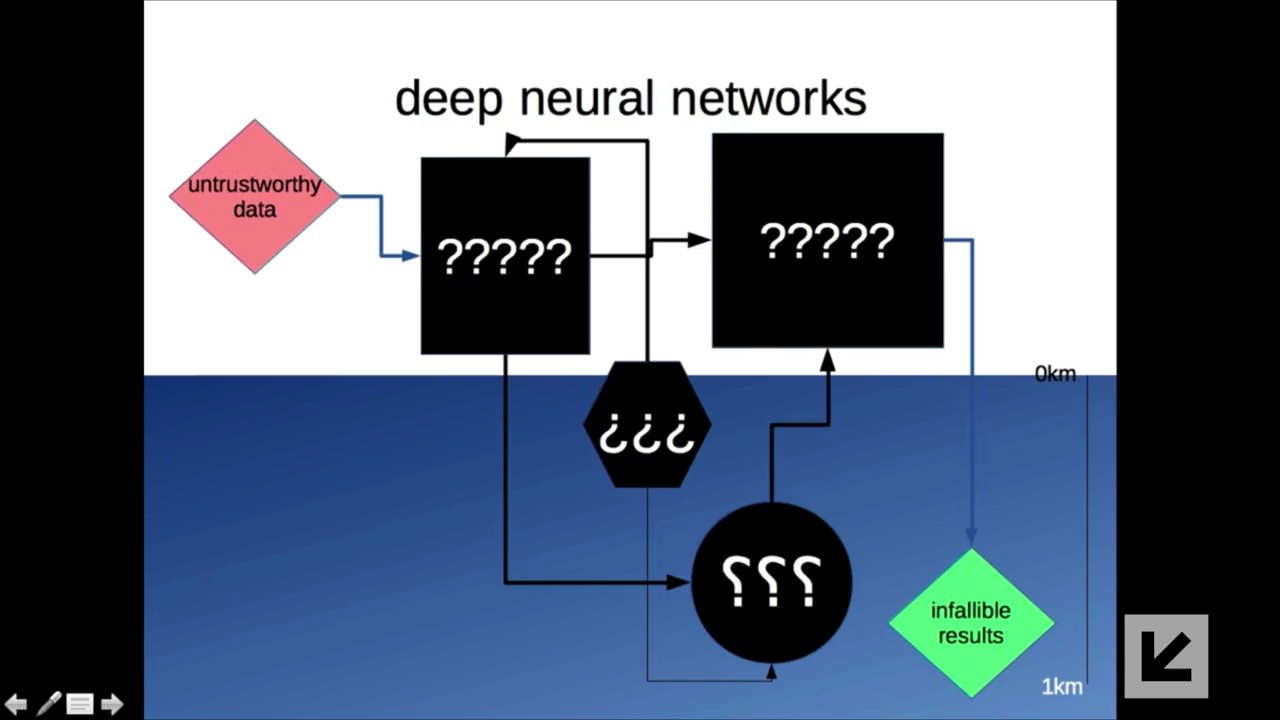 deep neural networks
untrustworthy
data
?????
?????
0km
¿¿¿
؟؟؟
infallible
results
1km